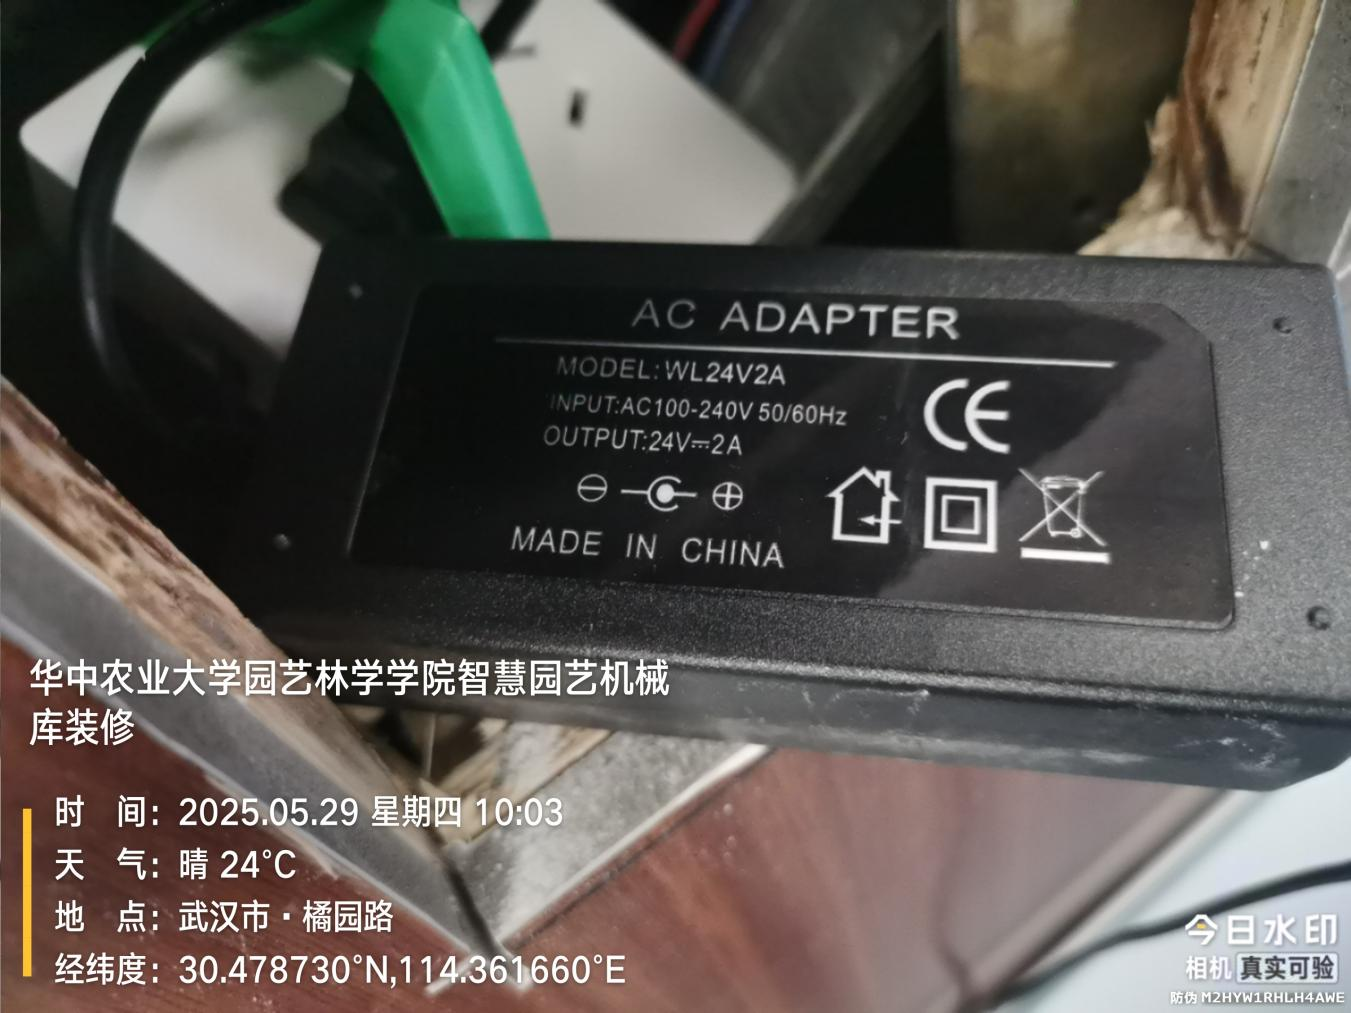 AC ADAPTER
MODEL:WL24V2A
INPUT:AC100-240V 50/60Hz
OUTPUT:24V⎓2A
MADE IN CHINA
CE
华中农业大学园艺林学学院智慧园艺机械
库装修
时 间：2025.05.29 星期四 10:03
天 气：晴 24°C
地 点：武汉市·橘园路
经纬度：30.478730°N,114.361660°E
今日水印
相机 真实可验
防伪 M2HYW1RHLH4AWE